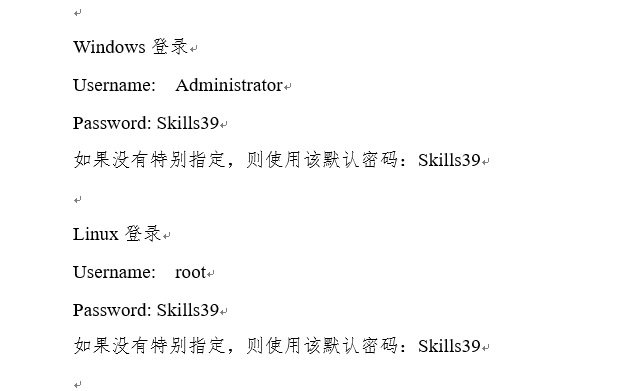 Windows 登录
Username: Administrator
Password: Skills39
如果没有特别指定，则使用该默认密码：Skills39
Linux 登录
Username: root
Password: Skills39
如果没有特别指定，则使用该默认密码：Skills39